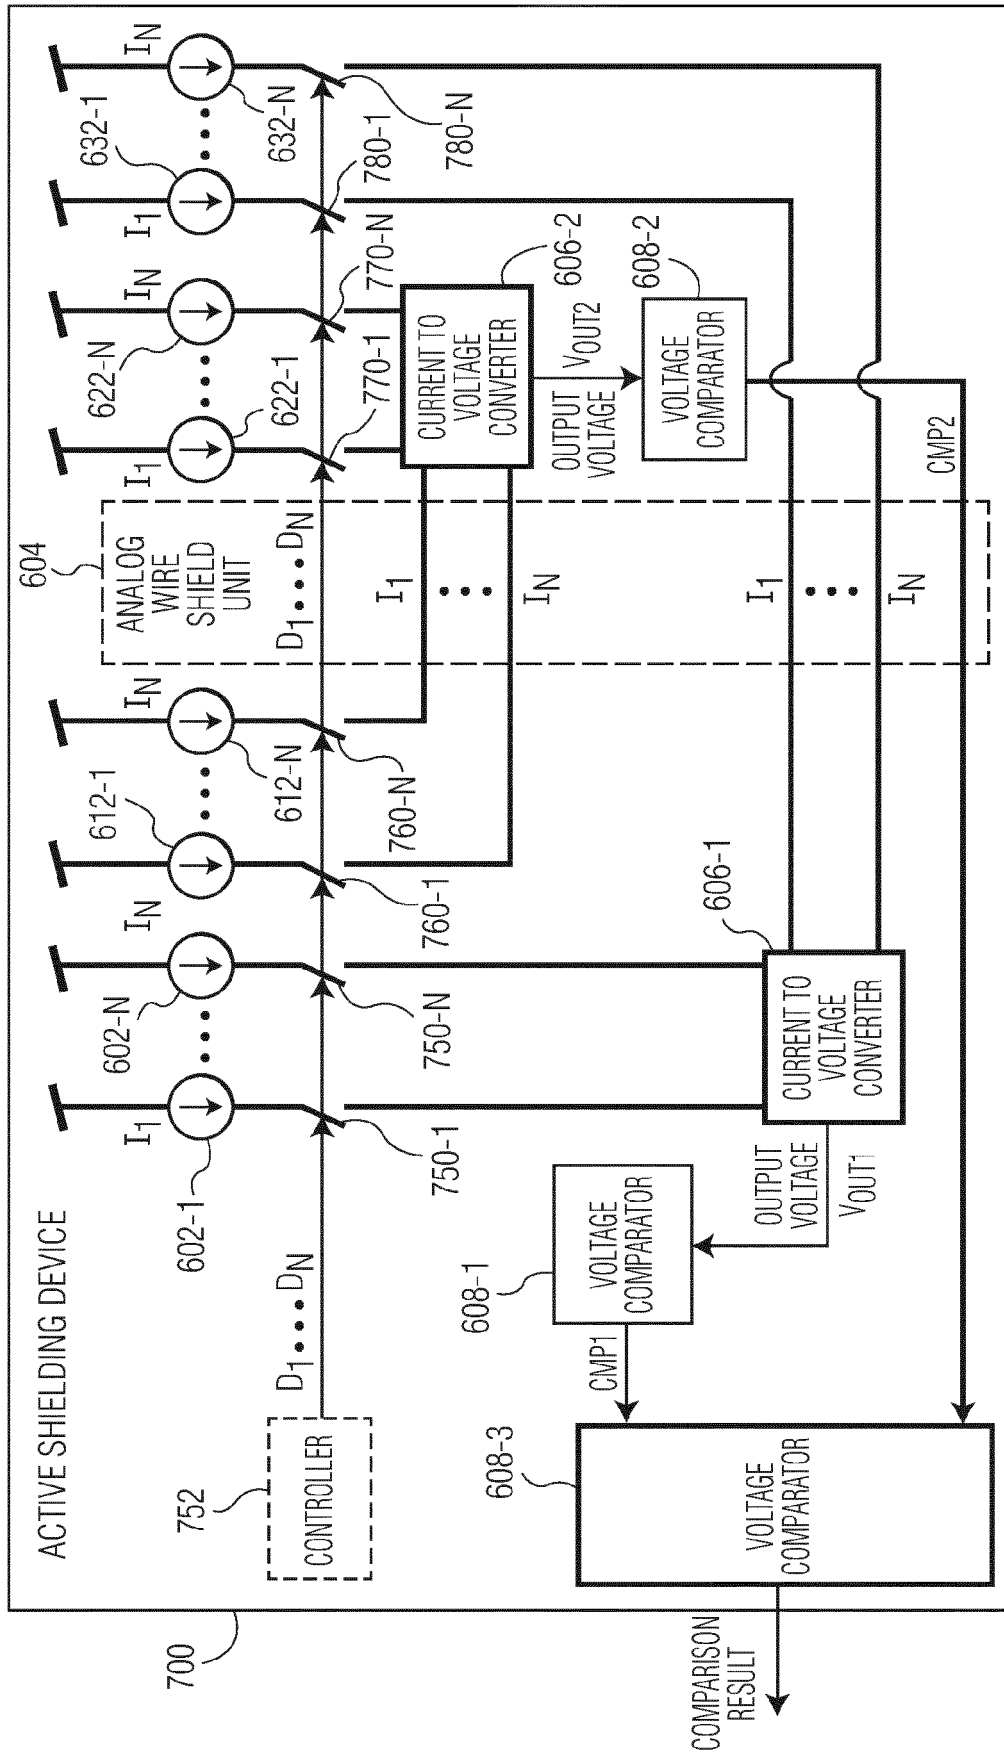 ACTIVE SHIELDING DEVICE
700
I1
IN
IN
IN
I1
IN
I1
IN
602-1
602-N
612-1
612-N
622-1
622-N
632-1
632-N
604
ANALOG
WIRE
SHIELD
UNIT
752
CONTROLLER
D1 ••• DN
D1 ••• DN
750-1
750-N
760-1
760-N
770-1
770-N
780-1
780-N
I1
•••
IN
CURRENT TO
VOLTAGE
CONVERTER
606-2
OUTPUT
VOLTAGE
VOUT2
VOLTAGE
COMPARATOR
608-2
CMP2
I1
•••
IN
CURRENT TO
VOLTAGE
CONVERTER
606-1
OUTPUT
VOLTAGE
VOUT1
VOLTAGE
COMPARATOR
608-1
CMP1
VOLTAGE
COMPARATOR
608-3
COMPARISON
RESULT